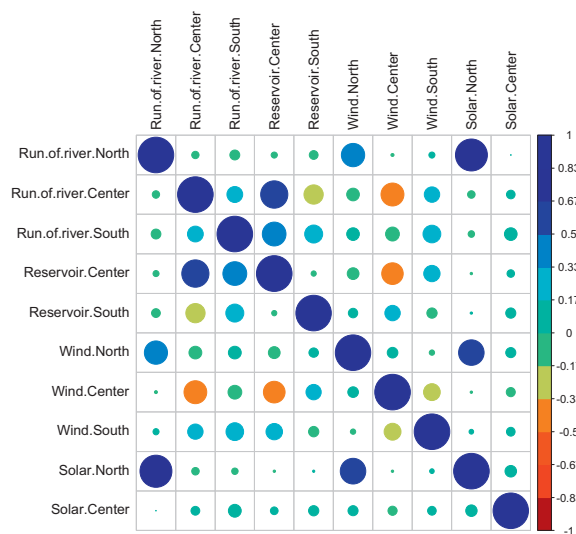 Run.of.river.North
Run.of.river.Center
Run.of.river.South
Reservoir.Center
Reservoir.South
Wind.North
Wind.Center
Wind.South
Solar.North
Solar.Center
Run.of.river.North
Run.of.river.Center
Run.of.river.South
Reservoir.Center
Reservoir.South
Wind.North
Wind.Center
Wind.South
Solar.North
Solar.Center
1
0.83
0.67
0.5
0.33
0.17
0
-0.17
-0.3
-0.5
-0.67
-0.8
-1